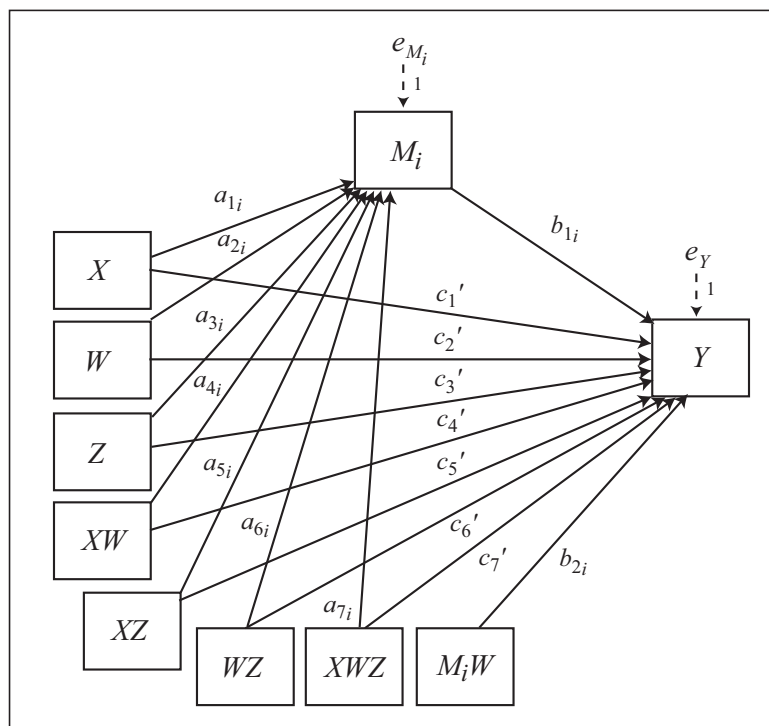 e_{M_i}
1
M_i
a_{1i}
a_{2i}
b_{1i}
X
e_Y
1
c_1'
a_{3i}
W
c_2'
Y
a_{4i}
c_3'
Z
c_4'
a_{5i}
c_5'
XW
a_{6i}
c_6'
c_7'
b_{2i}
a_{7i}
XZ
WZ
XWZ
M_iW